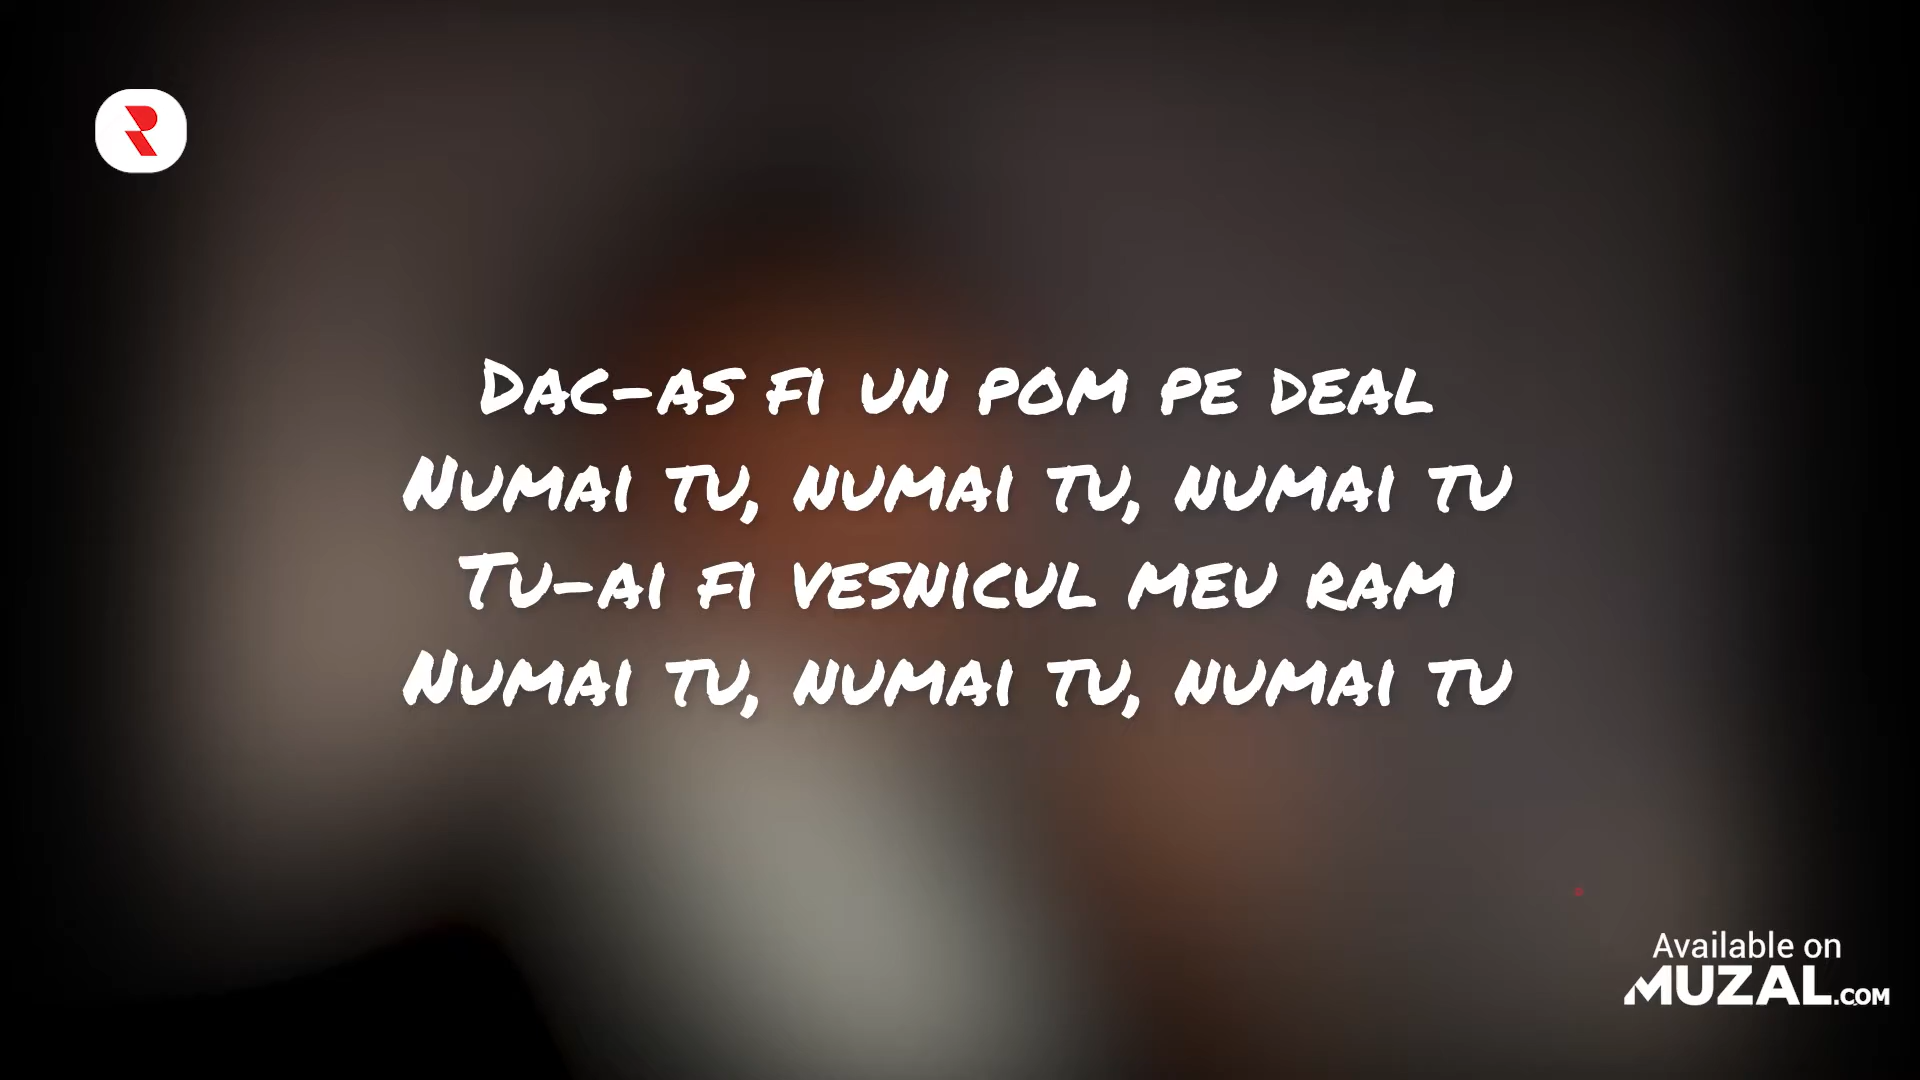 Dac-as fi un pom pe deal
Numai tu, numai tu, numai tu
Tu-ai fi vesnicul meu ram
Numai tu, numai tu, numai tu
Available on
MUZAL.COM